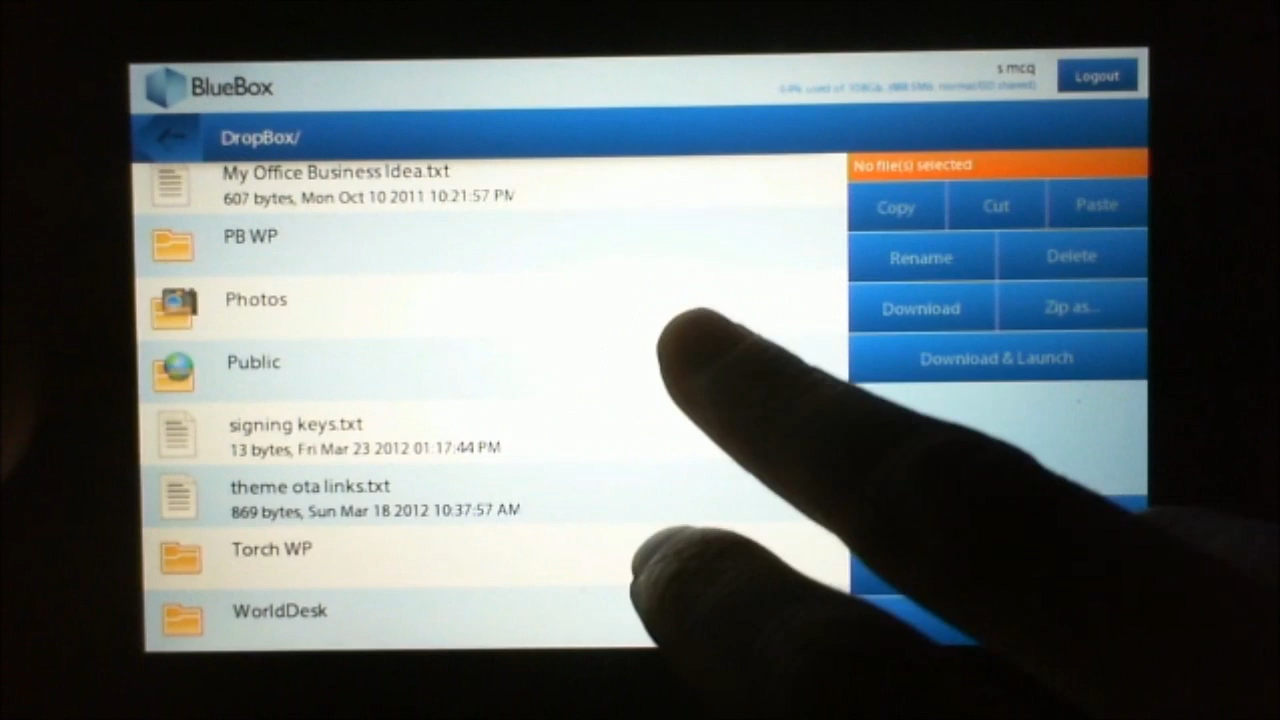 BlueBox
s mcq
Logout
DropBox/
My Office Business Idea.txt
607 bytes, Mon Oct 10 2011 10:21:57 PM
PB WP
Photos
Public
signing keys.txt
13 bytes, Fri Mar 23 2012 01:17:44 PM
theme ota links.txt
869 bytes, Sun Mar 18 2012 10:37:57 AM
Torch WP
WorldDesk
No file(s) selected
Copy Cut Paste
Rename Delete
Download Zip as...
Download & Launch